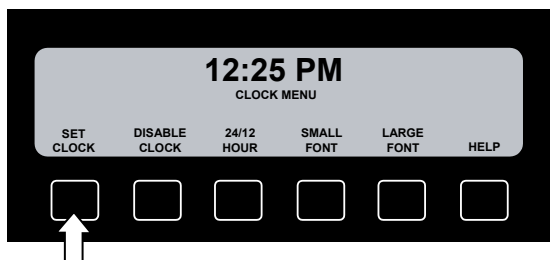 12:25 PM
CLOCK MENU
SET CLOCK
DISABLE CLOCK
24/12 HOUR
SMALL FONT
LARGE FONT
HELP